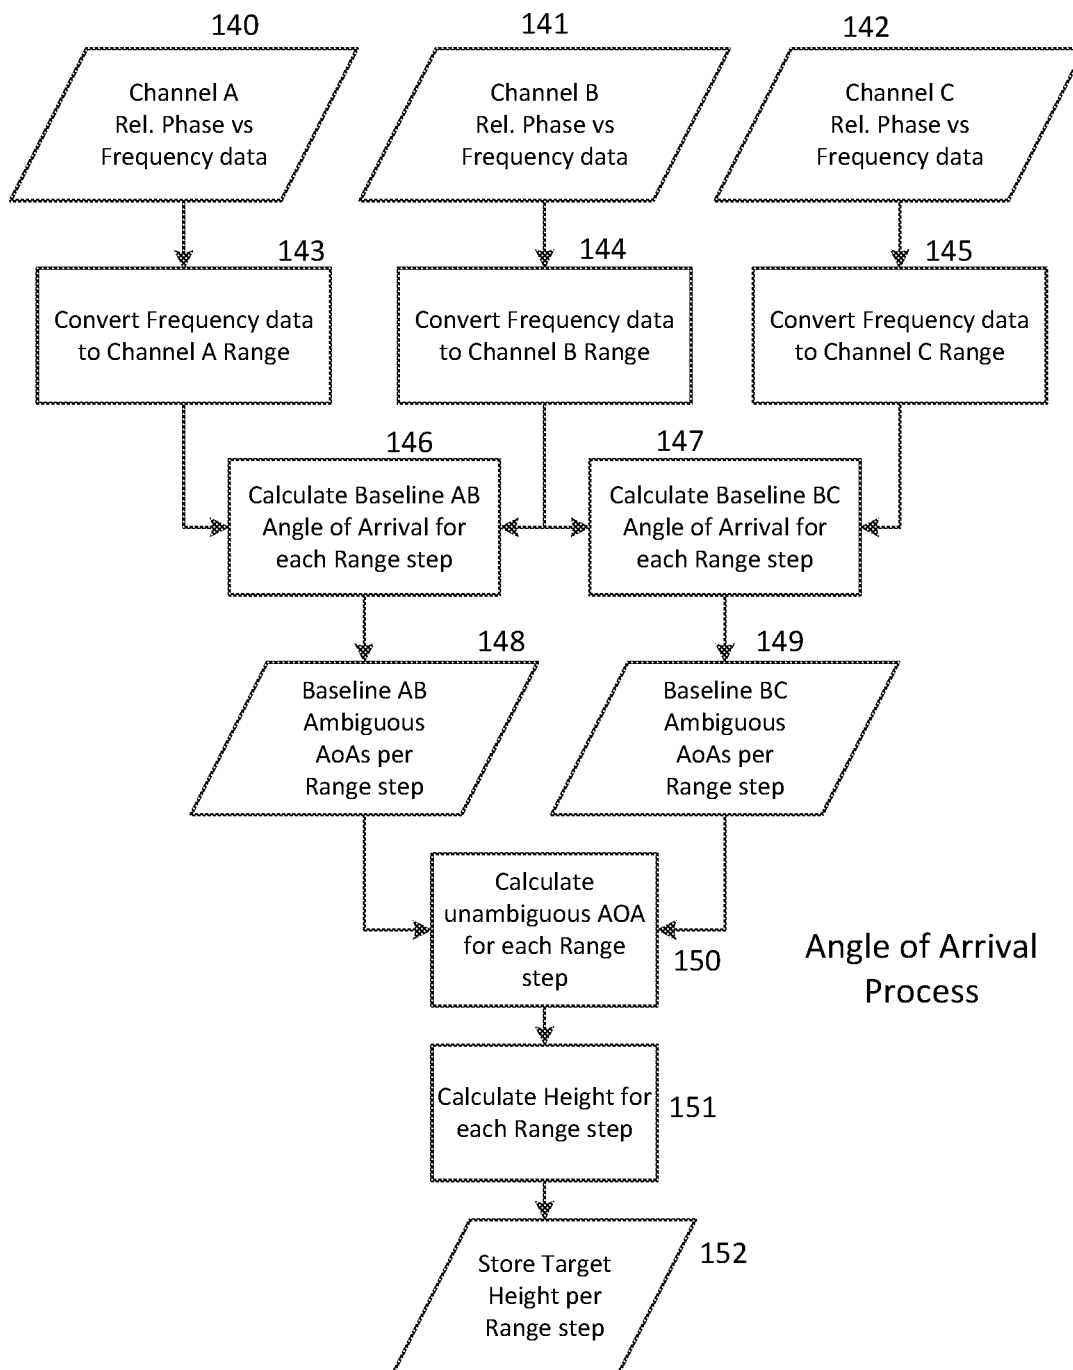 140
141
142
Channel A
Rel. Phase vs
Frequency data
Channel B
Rel. Phase vs
Frequency data
Channel C
Rel. Phase vs
Frequency data
143
144
145
Convert Frequency data
to Channel A Range
Convert Frequency data
to Channel B Range
Convert Frequency data
to Channel C Range
146
147
Calculate Baseline AB
Angle of Arrival for
each Range step
Calculate Baseline BC
Angle of Arrival for
each Range step
148
149
Baseline AB
Ambiguous
AoAs per
Range step
Baseline BC
Ambiguous
AoAs per
Range step
Calculate
unambiguous AOA
for each Range
step
150
Angle of Arrival
Process
Calculate Height for
each Range step
151
Store Target
Height per
Range step
152